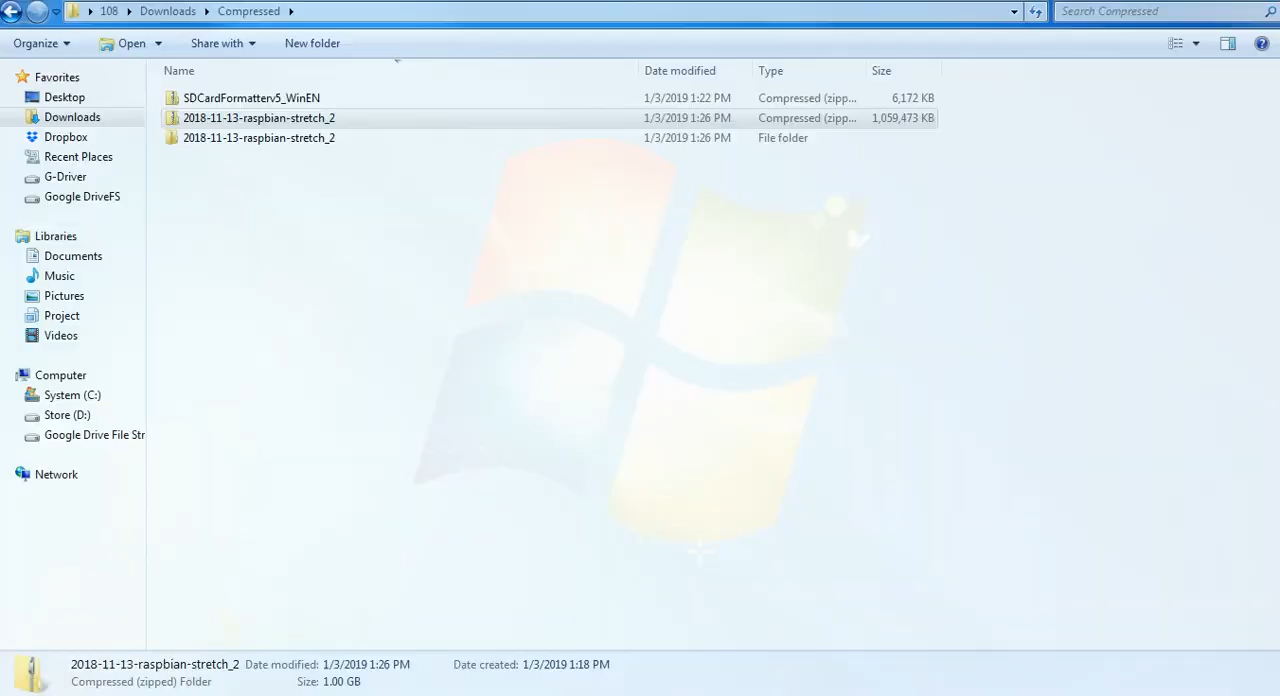 108 Downloads Compressed Search Compressed
Organize Open Share with New folder
Name Date modified Type Size
SDCardFormatterv5_WinEN 1/3/2019 1:22 PM Compressed (zipp... 6,172 KB
2018-11-13-raspbian-stretch_2 1/3/2019 1:26 PM Compressed (zipp... 1,059,473 KB
2018-11-13-raspbian-stretch_2 1/3/2019 1:26 PM File folder
Favorites
Desktop
Downloads
Dropbox
Recent Places
G-Driver
Google DriveFS
Libraries
Documents
Music
Pictures
Project
Videos
Computer
System (C:)
Store (D:)
Google Drive File Str
Network
2018-11-13-raspbian-stretch_2 Date modified: 1/3/2019 1:26 PM Date created: 1/3/2019 1:18 PM
Compressed (zipped) Folder Size: 1.00 GB